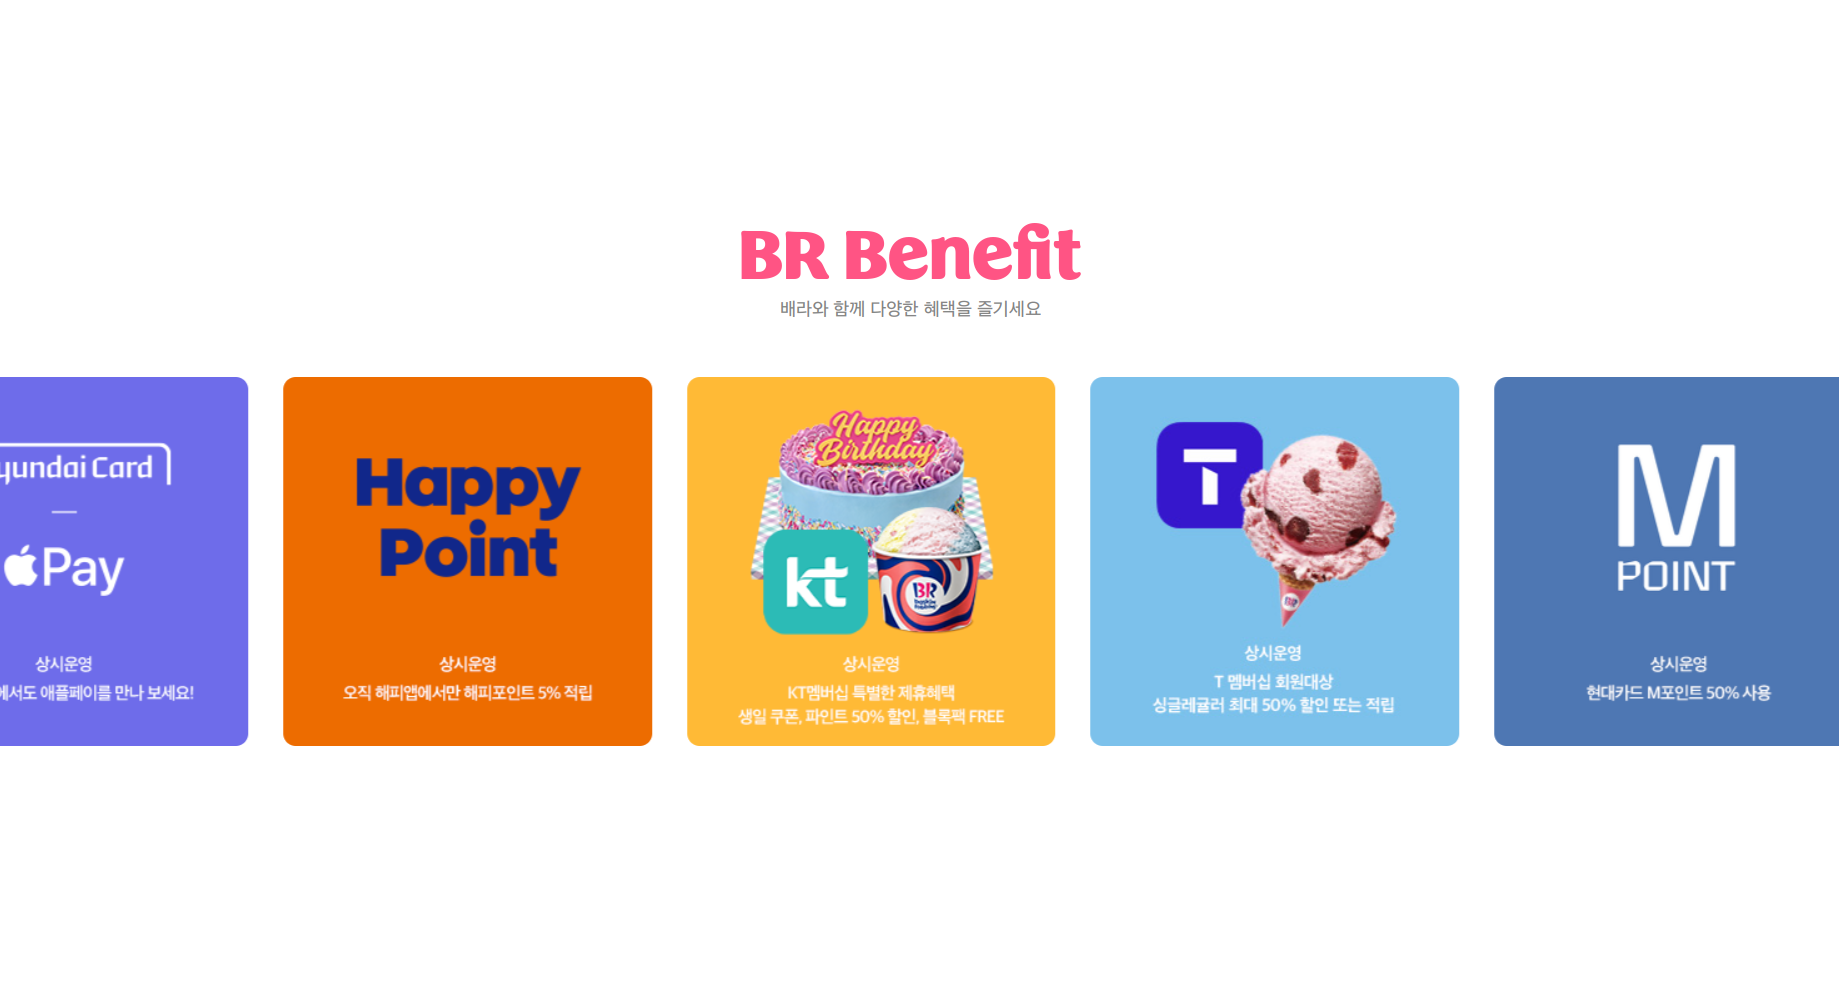 BR Benefit
배라와 함께 다양한 혜택을 즐기세요
yundai Card
Pay
상시운영
에서도 애플페이를 만나 보세요!
Happy
Point
상시운영
오직 해피앱에서만 해피포인트 5% 적립
Happy
Birthday
kt
BR
상시운영
KT멤버십 특별한 제휴혜택
생일 쿠폰, 파인트 50% 할인, 블록팩 FREE
T
BR
상시운영
T 멤버십 회원대상
싱글레귤러 최대 50% 할인 또는 적립
M
POINT
상시운영
현대카드 M포인트 50% 사용